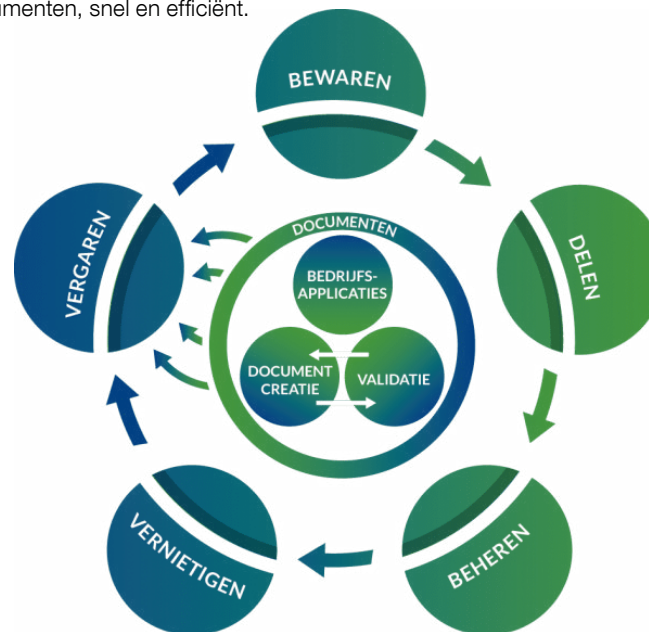 umenten, snel en efficiënt.
BEWAREN
DELEN
VERGAREN
DOCUMENTEN
BEDRIJFS-
APPLICATIES
DOCUMENT
CREATIE
VALIDATIE
VERNIETIGEN
BEHEREN